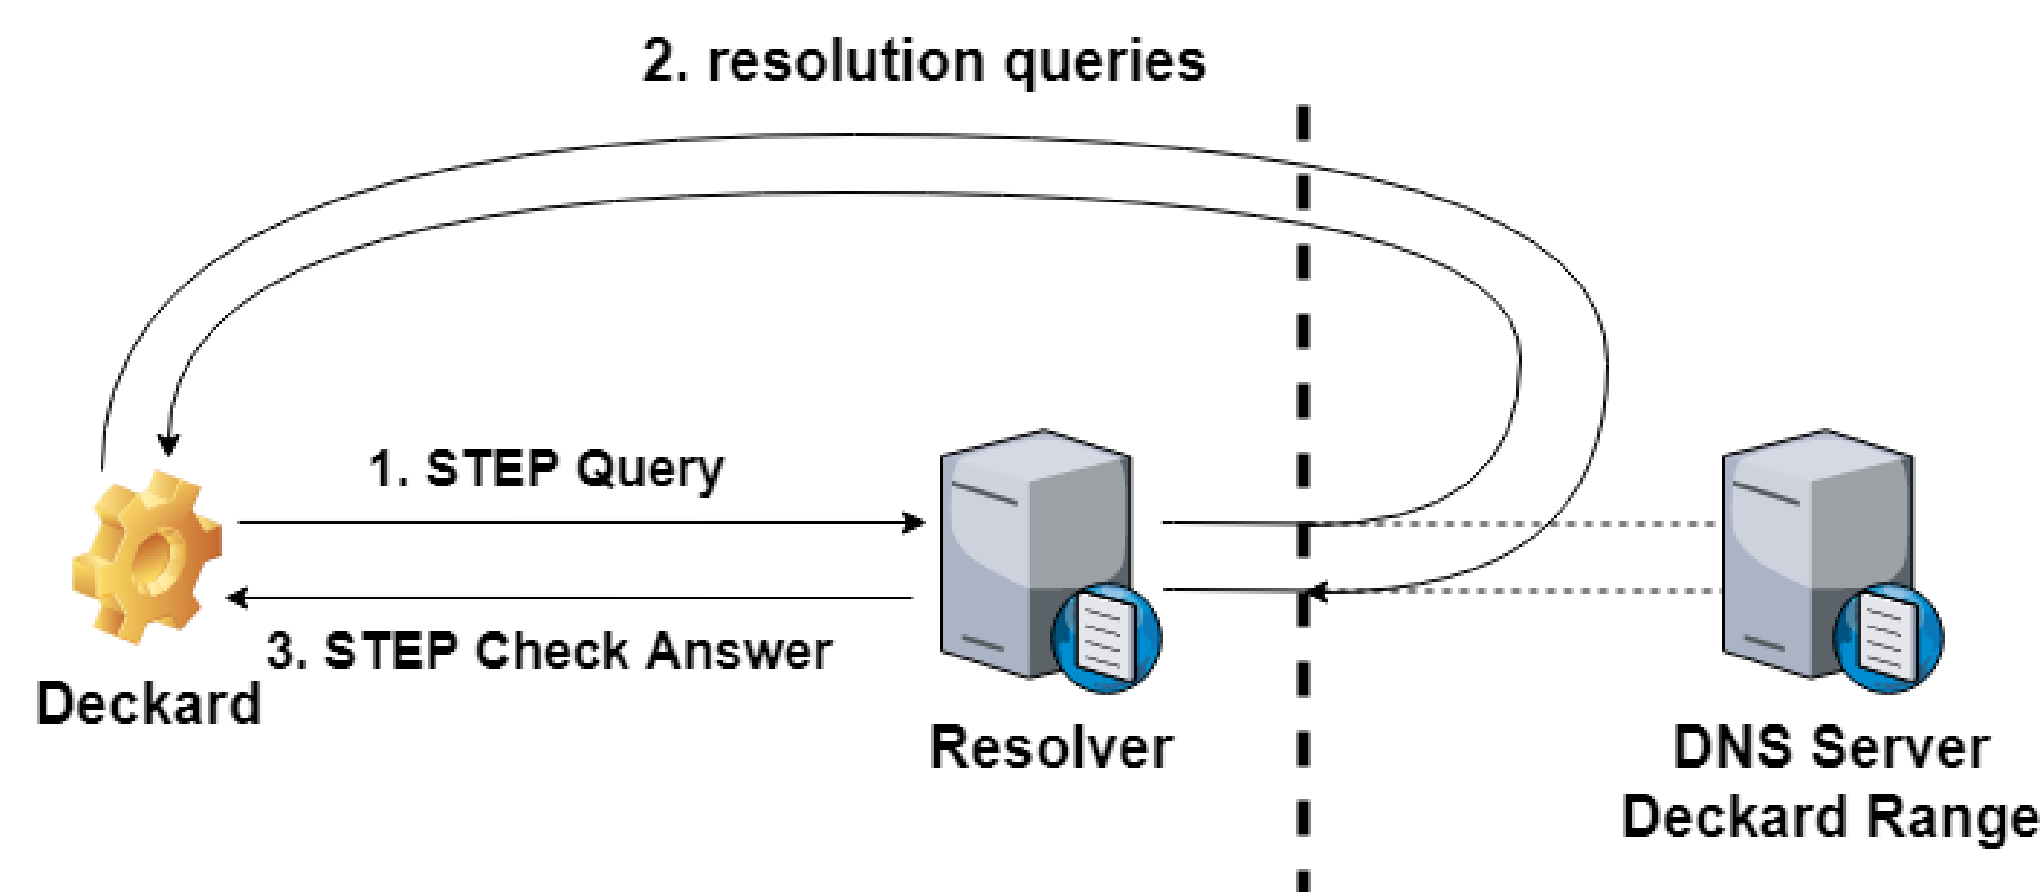 2. resolution queries
1. STEP Query
3. STEP Check Answer
Deckard
Resolver
DNS Server
Deckard Range